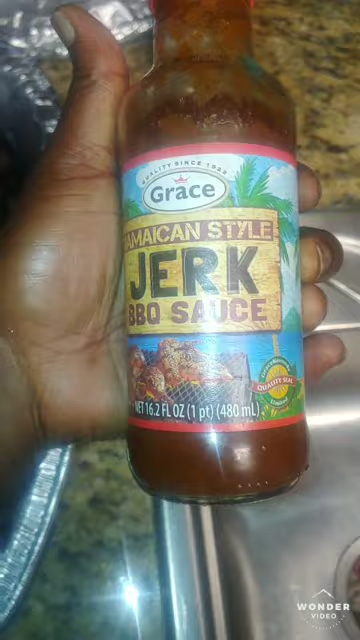 QUALITY SINCE 1922
Grace
JAMAICAN STYLE
JERK
BBQ SAUCE
NET 16.2 FL OZ (1 pt) (480 mL)
QUALITY SEAL
Limited
WONDER
VIDEO